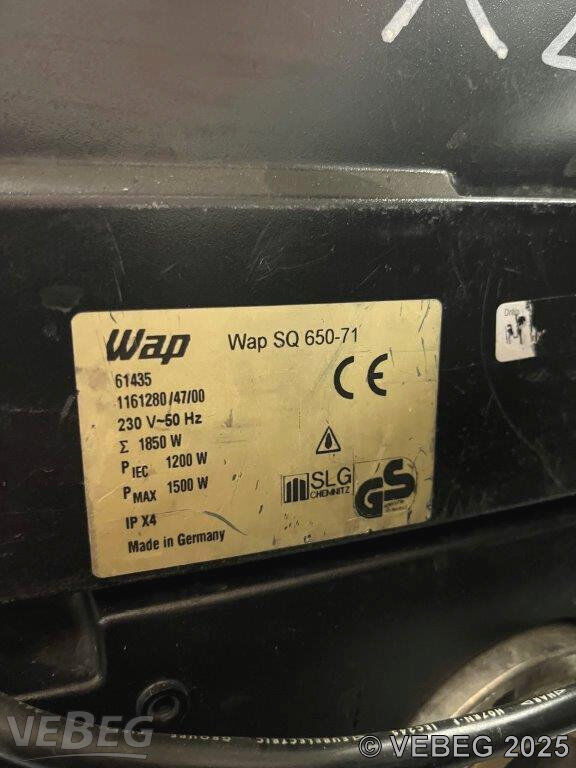 Wap
Wap SQ 650-71
61435
1161280/47/00
230 V~50 Hz
Σ 1850 W
P IEC 1200 W
P MAX 1500 W
IP X4
Made in Germany
CE
SLG
CHEMNITZ
GS
H07RN-F
VEBEG
© VEBEG 2025